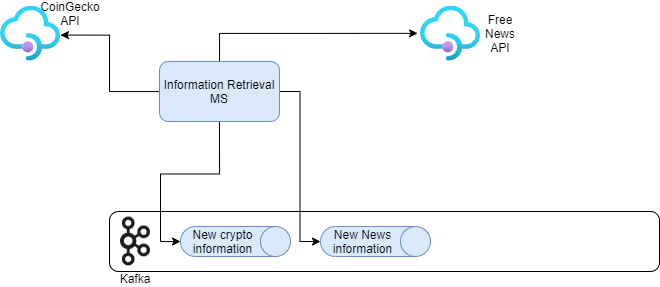 CoinGecko
API
Free
News
API
Information Retrieval
MS
New crypto
information
New News
information
Kafka